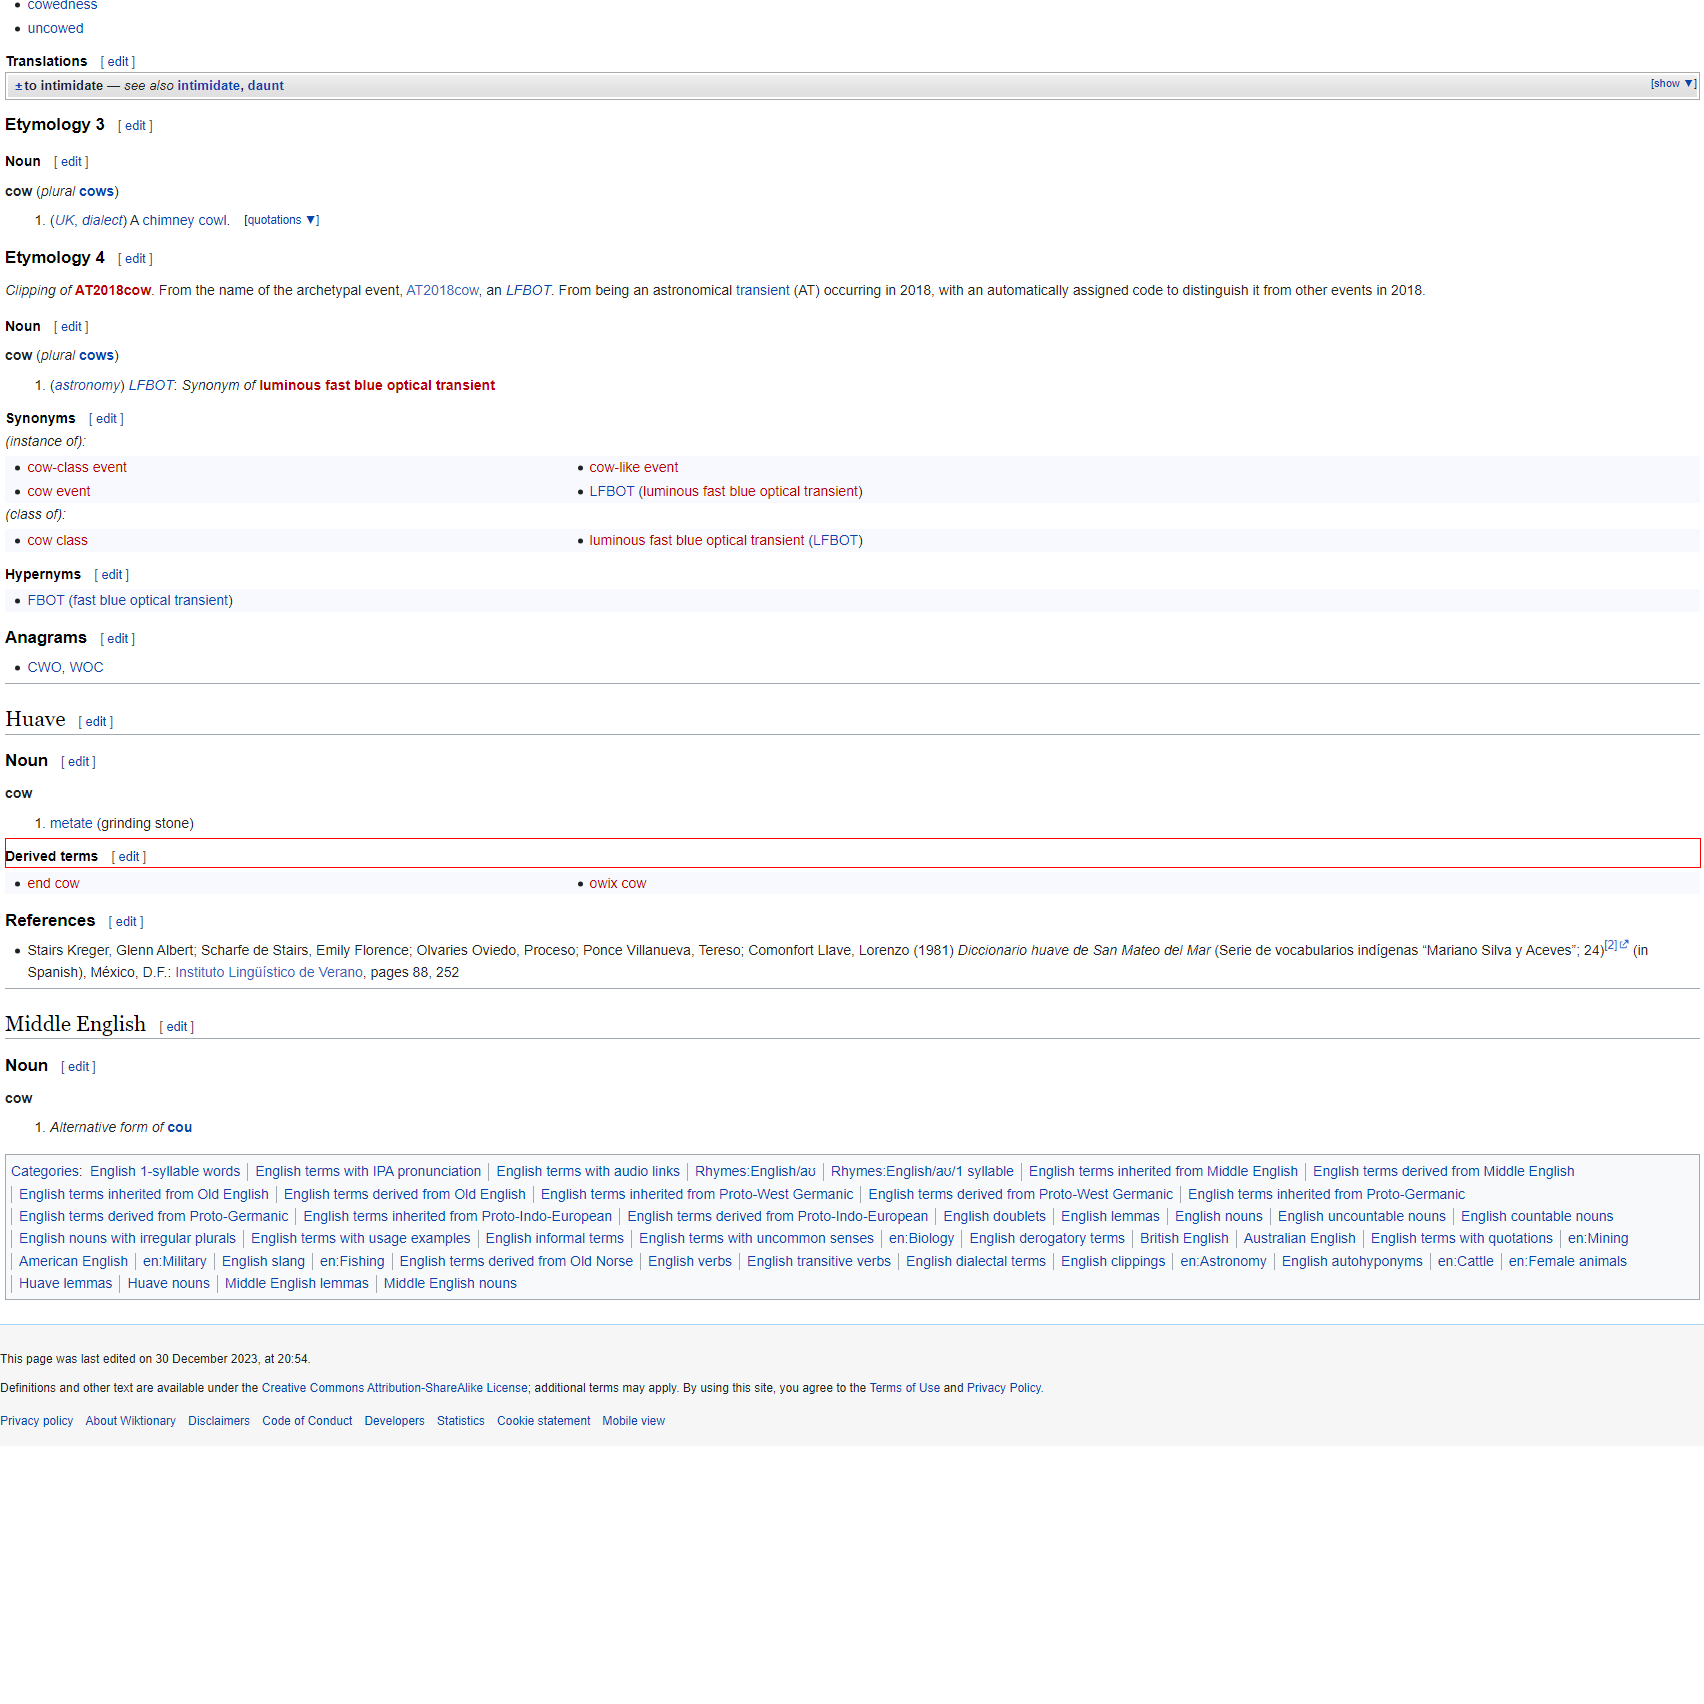 cowedness
uncowed
Translations [ edit ]
±to intimidate — see also intimidate, daunt [show ▼]
Etymology 3 [ edit ]
Noun [ edit ]
cow (plural cows)
1. (UK, dialect) A chimney cowl. [quotations ▼]
Etymology 4 [ edit ]
Clipping of AT2018cow. From the name of the archetypal event, AT2018cow, an LFBOT. From being an astronomical transient (AT) occurring in 2018, with an automatically assigned code to distinguish it from other events in 2018.
Noun [ edit ]
cow (plural cows)
1. (astronomy) LFBOT: Synonym of luminous fast blue optical transient
Synonyms [ edit ]
(instance of):
cow-class event
cow event
cow-like event
LFBOT (luminous fast blue optical transient)
(class of):
cow class
luminous fast blue optical transient (LFBOT)
Hypernyms [ edit ]
FBOT (fast blue optical transient)
Anagrams [ edit ]
CWO, WOC
Huave [ edit ]
Noun [ edit ]
cow
1. metate (grinding stone)
Derived terms [ edit ]
end cow
owix cow
References [ edit ]
Stairs Kreger, Glenn Albert; Scharfe de Stairs, Emily Florence; Olvaries Oviedo, Proceso; Ponce Villanueva, Tereso; Comonfort Llave, Lorenzo (1981) Diccionario huave de San Mateo del Mar (Serie de vocabularios indígenas “Mariano Silva y Aceves”; 24)[2] (in
Spanish), México, D.F.: Instituto Lingüístico de Verano, pages 88, 252
Middle English [ edit ]
Noun [ edit ]
cow
1. Alternative form of cou
Categories: English 1-syllable words | English terms with IPA pronunciation | English terms with audio links | Rhymes:English/aʊ | Rhymes:English/aʊ/1 syllable | English terms inherited from Middle English | English terms derived from Middle English
| English terms inherited from Old English | English terms derived from Old English | English terms inherited from Proto-West Germanic | English terms derived from Proto-West Germanic | English terms inherited from Proto-Germanic
| English terms derived from Proto-Germanic | English terms inherited from Proto-Indo-European | English terms derived from Proto-Indo-European | English doublets | English lemmas | English nouns | English uncountable nouns | English countable nouns
| English nouns with irregular plurals | English terms with usage examples | English informal terms | English terms with uncommon senses | en:Biology | English derogatory terms | British English | Australian English | English terms with quotations | en:Mining
| American English | en:Military | English slang | en:Fishing | English terms derived from Old Norse | English verbs | English transitive verbs | English dialectal terms | English clippings | en:Astronomy | English autohyponyms | en:Cattle | en:Female animals
| Huave lemmas | Huave nouns | Middle English lemmas | Middle English nouns
This page was last edited on 30 December 2023, at 20:54.
Definitions and other text are available under the Creative Commons Attribution-ShareAlike License; additional terms may apply. By using this site, you agree to the Terms of Use and Privacy Policy.
Privacy policy About Wiktionary Disclaimers Code of Conduct Developers Statistics Cookie statement Mobile view